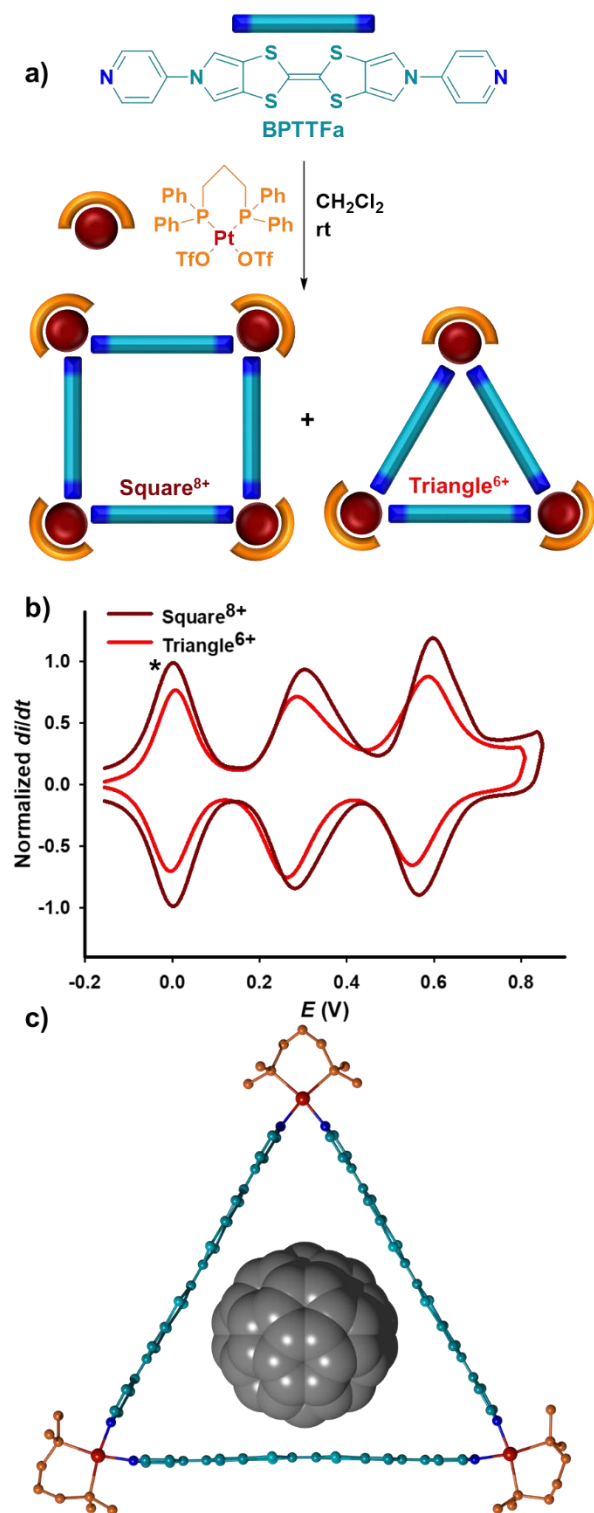 a)
N
S
S
N
N
S
S
N
BPTTFa
Ph
Ph
Ph
P
P
Ph
Pt
TfO
OTf
CH₂Cl₂
rt
+
Square⁸⁺
Triangle⁶⁺
b)
Square⁸⁺
Triangle⁶⁺
*
1.0
0.5
0.0
-0.5
-1.0
Normalized di/dt
-0.2
0.0
0.2
0.4
0.6
0.8
E (V)
c)